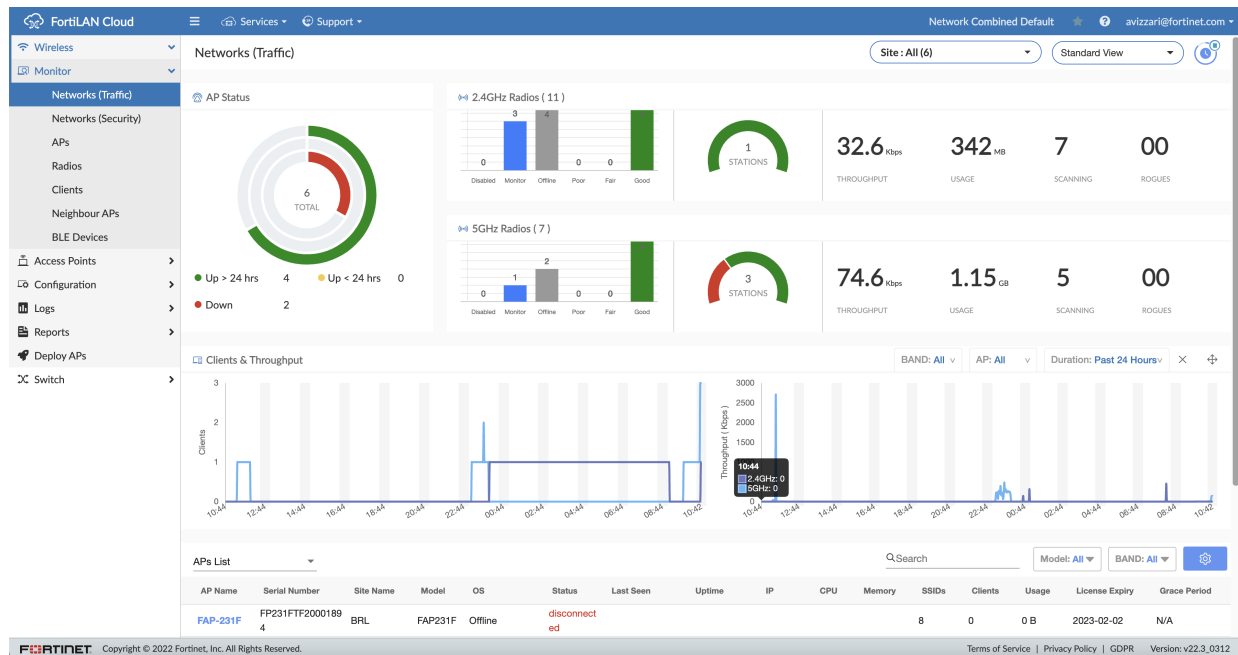 FortiLAN Cloud
Services
Support
Network Combined Default
avizzari@fortinet.com
Wireless
Monitor
Networks (Traffic)
Networks (Security)
APs
Radios
Clients
Neighbour APs
BLE Devices
Access Points
Configuration
Logs
Reports
Deploy APs
Switch
Networks (Traffic)
Site : All (6)
Standard View
AP Status
6
TOTAL
Up > 24 hrs 4
Up < 24 hrs 0
Down 2
2.4GHz Radios ( 11 )
0 3 4 0 0
Disabled Monitor Offline Poor Fair Good
1
STATIONS
32.6 Kbps
THROUGHPUT
342 MB
USAGE
7
SCANNING
00
ROGUES
5GHz Radios ( 7 )
0 1 2 0 0
Disabled Monitor Offline Poor Fair Good
3
STATIONS
74.6 Kbps
THROUGHPUT
1.15 GB
USAGE
5
SCANNING
00
ROGUES
Clients & Throughput
BAND: All
AP: All
Duration: Past 24 Hours
Clients
3
2
1
0
10:44 12:44 14:44 16:44 18:44 20:44 22:44 00:44 02:44 04:44 06:44 08:44 10:42
Throughput ( Kbps )
3000
2500
2000
1500
0
10:44
2.4GHz: 0
5GHz: 0
10:44 12:44 14:44 16:44 18:44 20:44 22:44 00:44 02:44 04:44 06:44 08:44 10:42
APs List
Search
Model: All
BAND: All
AP Name Serial Number Site Name Model OS Status Last Seen Uptime IP CPU Memory SSIDs Clients Usage License Expiry Grace Period
FAP-231F FP231FTF2000189 BRL FAP231F Offline disconnect 8 0 0 B 2023-02-02 N/A
4 ed
FORTINET Copyright © 2022 Fortinet, Inc. All Rights Reserved.
Terms of Service | Privacy Policy | GDPR Version: v22.3_0312